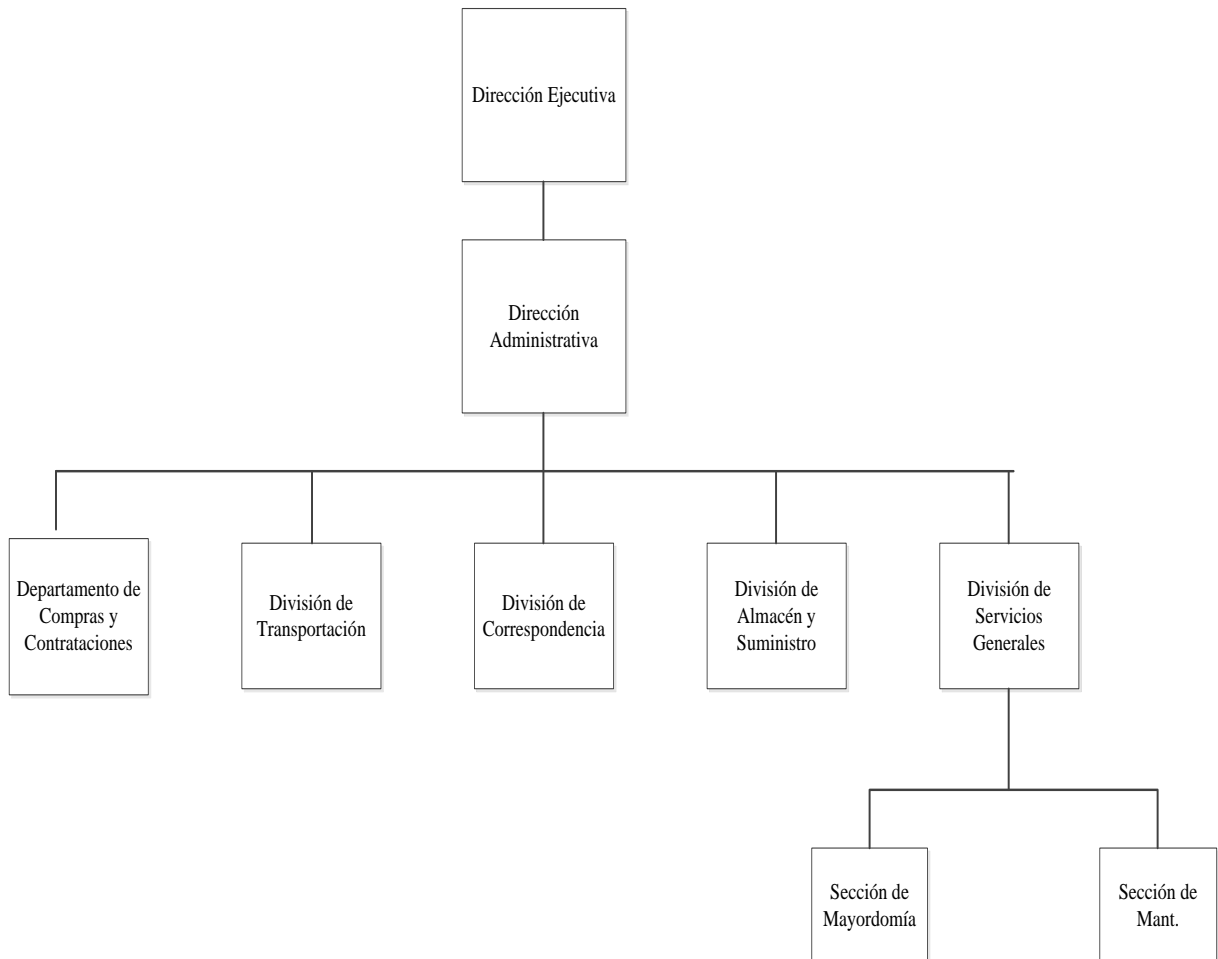 Dirección Ejecutiva
Dirección
Administrativa
Departamento de
Compras y
Contrataciones
División de
Transportación
División de
Correspondencia
División de
Almacén y
Suministro
División de
Servicios
Generales
Sección de
Mayordomía
Sección de
Mant.